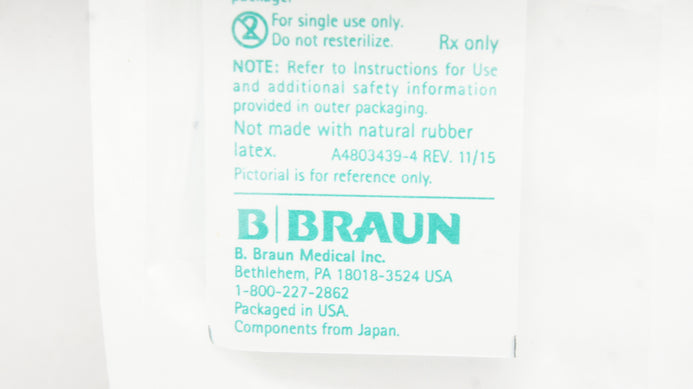 package.
For single use only.
Do not resterilize.
Rx only
NOTE: Refer to Instructions for Use
and additional safety information
provided in outer packaging.
Not made with natural rubber
latex.
A4803439-4 REV. 11/15
Pictorial is for reference only.
B|BRAUN
B. Braun Medical Inc.
Bethlehem, PA 18018-3524 USA
1-800-227-2862
Packaged in USA.
Components from Japan.